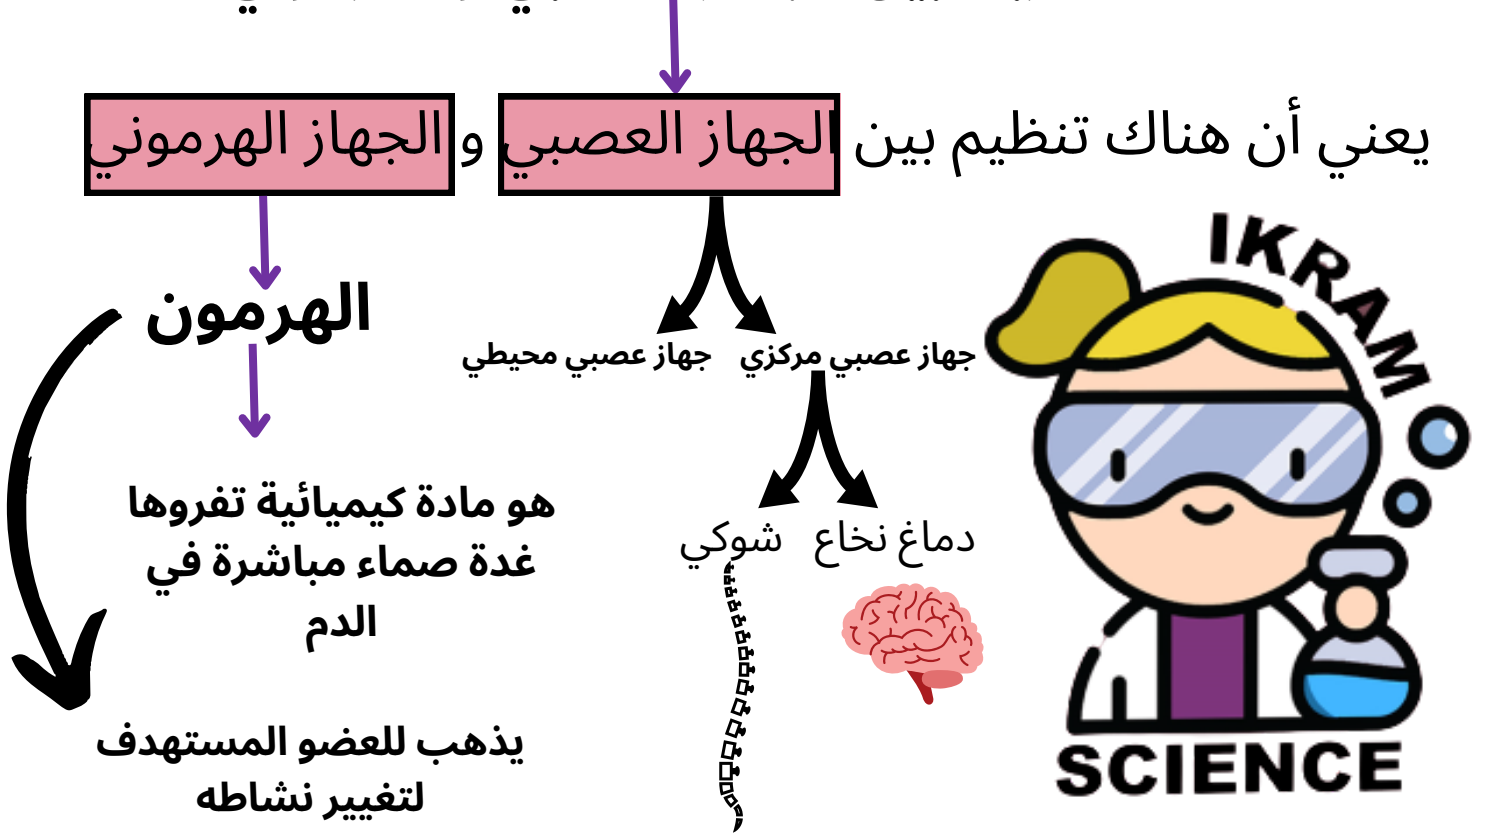 يعني أن هناك تنظيم بين الجهاز العصبي و الجهاز الهرموني
IKRAM
الهرمون
جهاز عصبي مركزي جهاز عصبي محيطي
هو مادة كيميائية تفروها
غدة صماء مباشرة في
الدم
دماغ نخاع شوكي
يذهب للعضو المستهدف
لتغيير نشاطه
SCIENCE